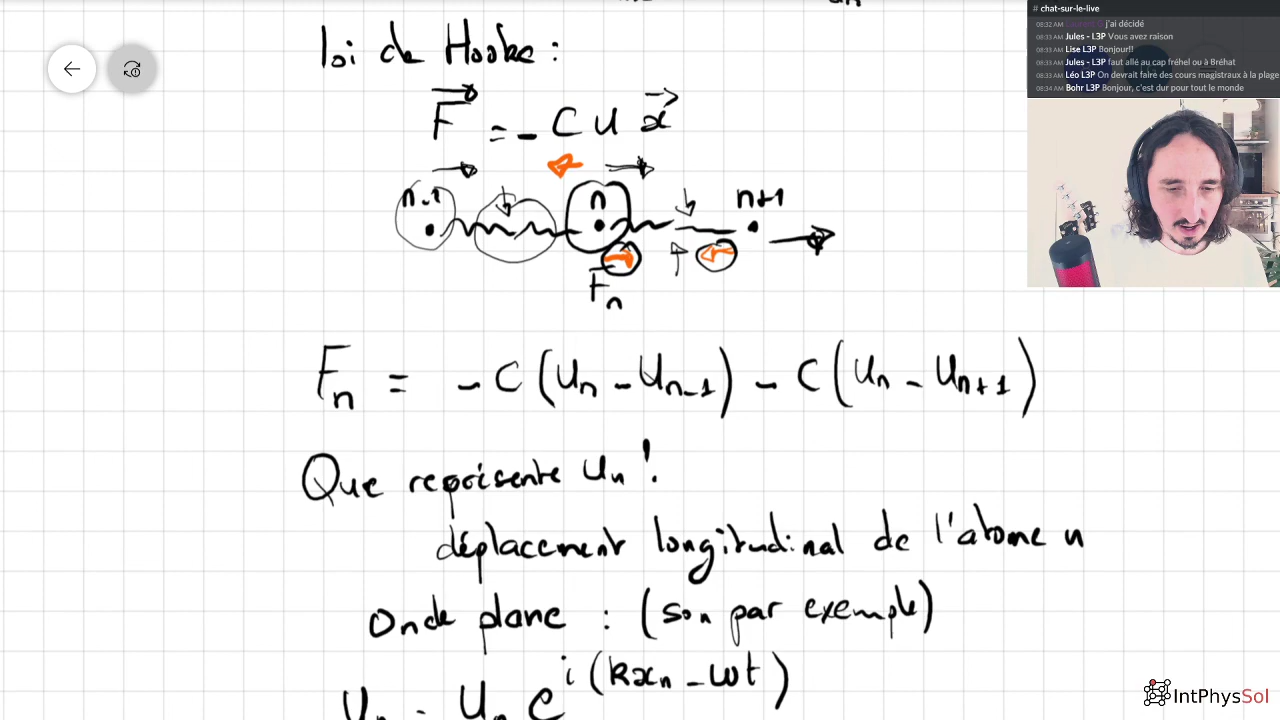 loi de Hooke :
F = - C u x
n-1
n
n+1
Fn
Fn = - C (un - un-1) - C (un - un+1)
Que représente un !
déplacement longitudinal de l'atome n
Onde plane : (son par exemple)
i (kxn - ωt)
e
# chat-sur-le-live
08:32 AM j'ai décidé
08:33 AM Jules - L3P Vous avez raison
08:33 AM Lise L3P Bonjour!!
08:33 AM Jules - L3P faut allé au cap fréhel ou à Bréhat
08:33 AM Léo L3P On devrait faire des cours magistraux à la plage
08:34 AM Bohr L3P Bonjour, c'est dur pour tout le monde
IntPhysSol